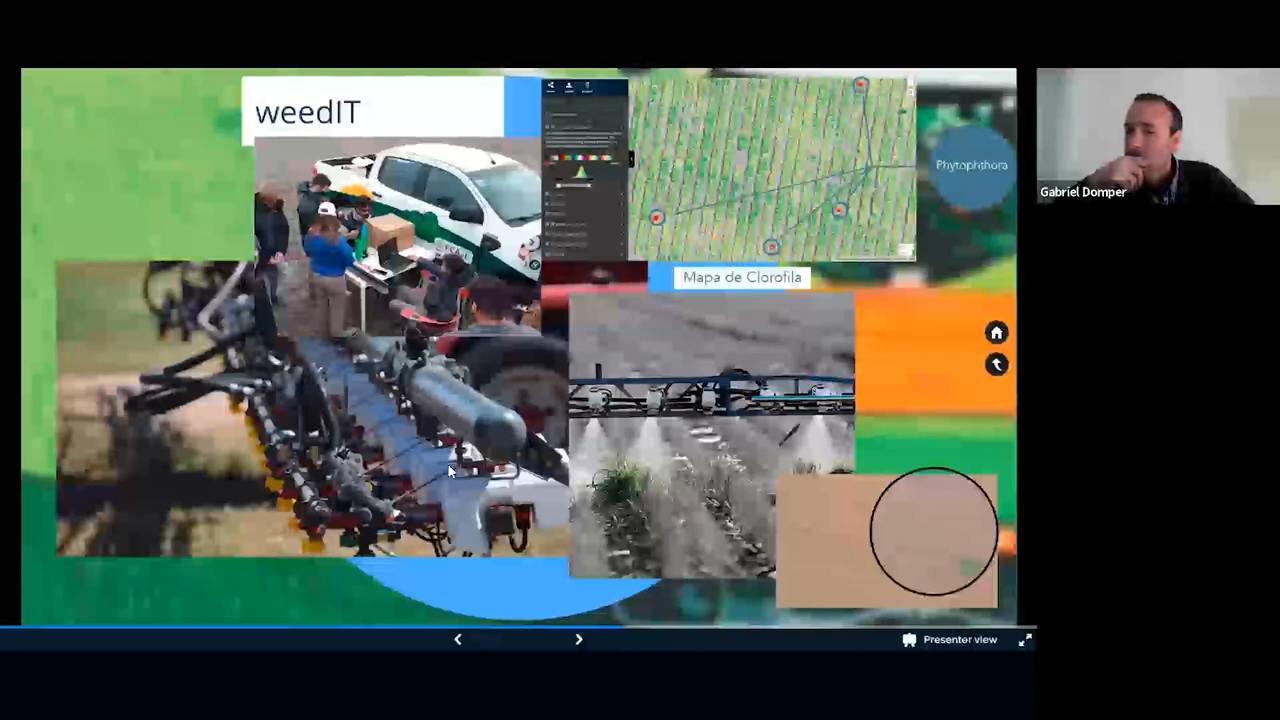 weedIT
Phytophthora
Gabriel Domper
Mapa de Clorofila
Presenter view